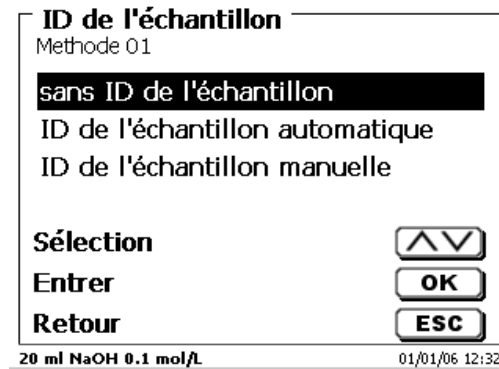 ID de l'échantillon
Methode 01
sans ID de l'échantillon
ID de l'échantillon automatique
ID de l'échantillon manuelle
Sélection
Entrer OK
Retour ESC
20 ml NaOH 0.1 mol/L 01/01/06 12:32